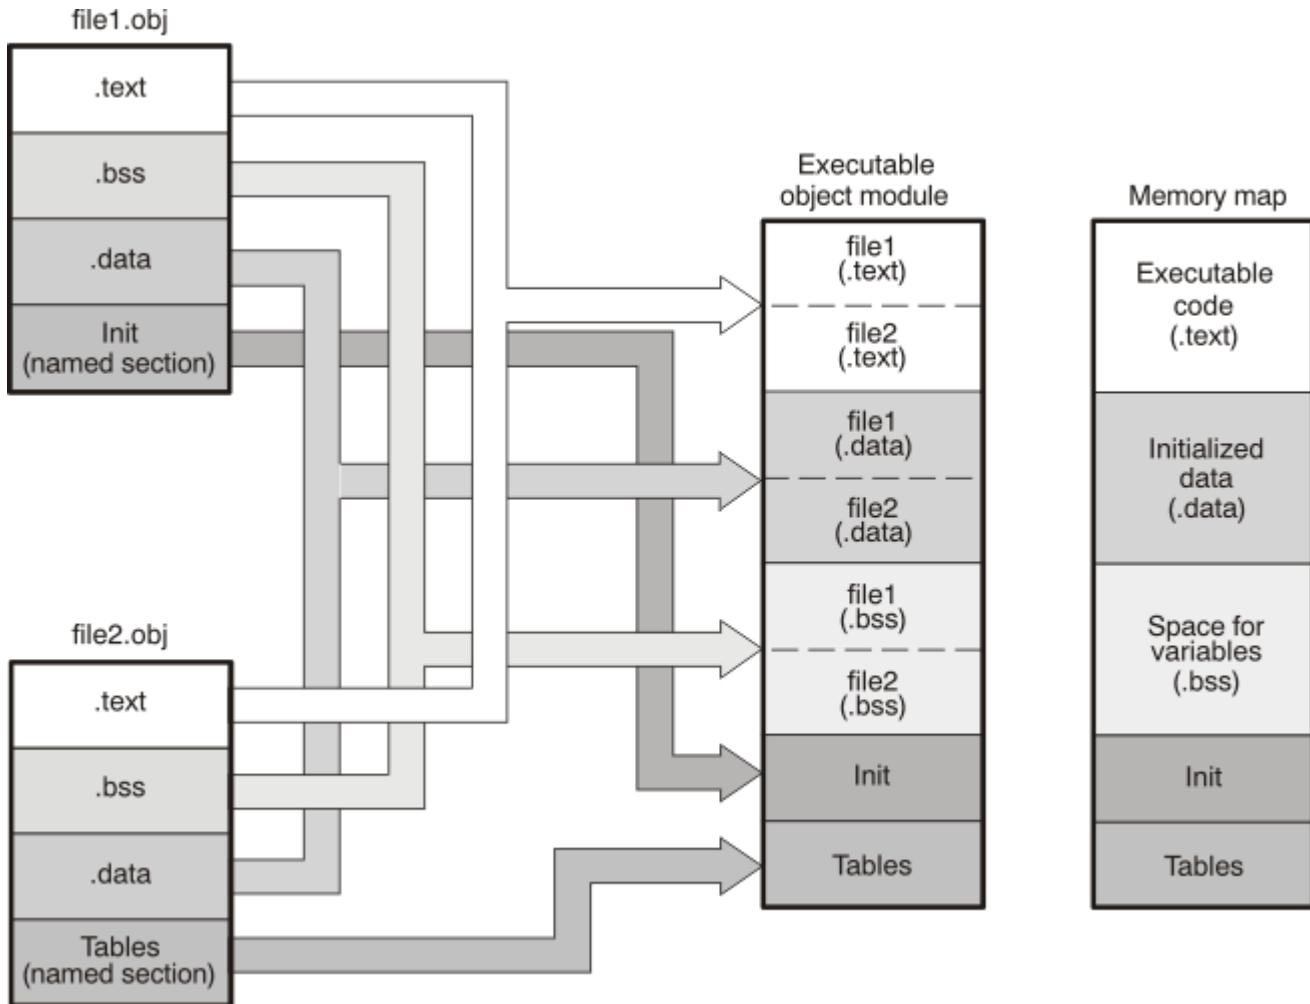 file1.obj
.text
.bss
.data
Init
(named section)
file2.obj
.text
.bss
.data
Tables
(named section)
Executable
object module
file1
(.text)
file2
(.text)
file1
(.data)
file2
(.data)
file1
(.bss)
file2
(.bss)
Init
Tables
Memory map
Executable
code
(.text)
Initialized
data
(.data)
Space for
variables
(.bss)
Init
Tables